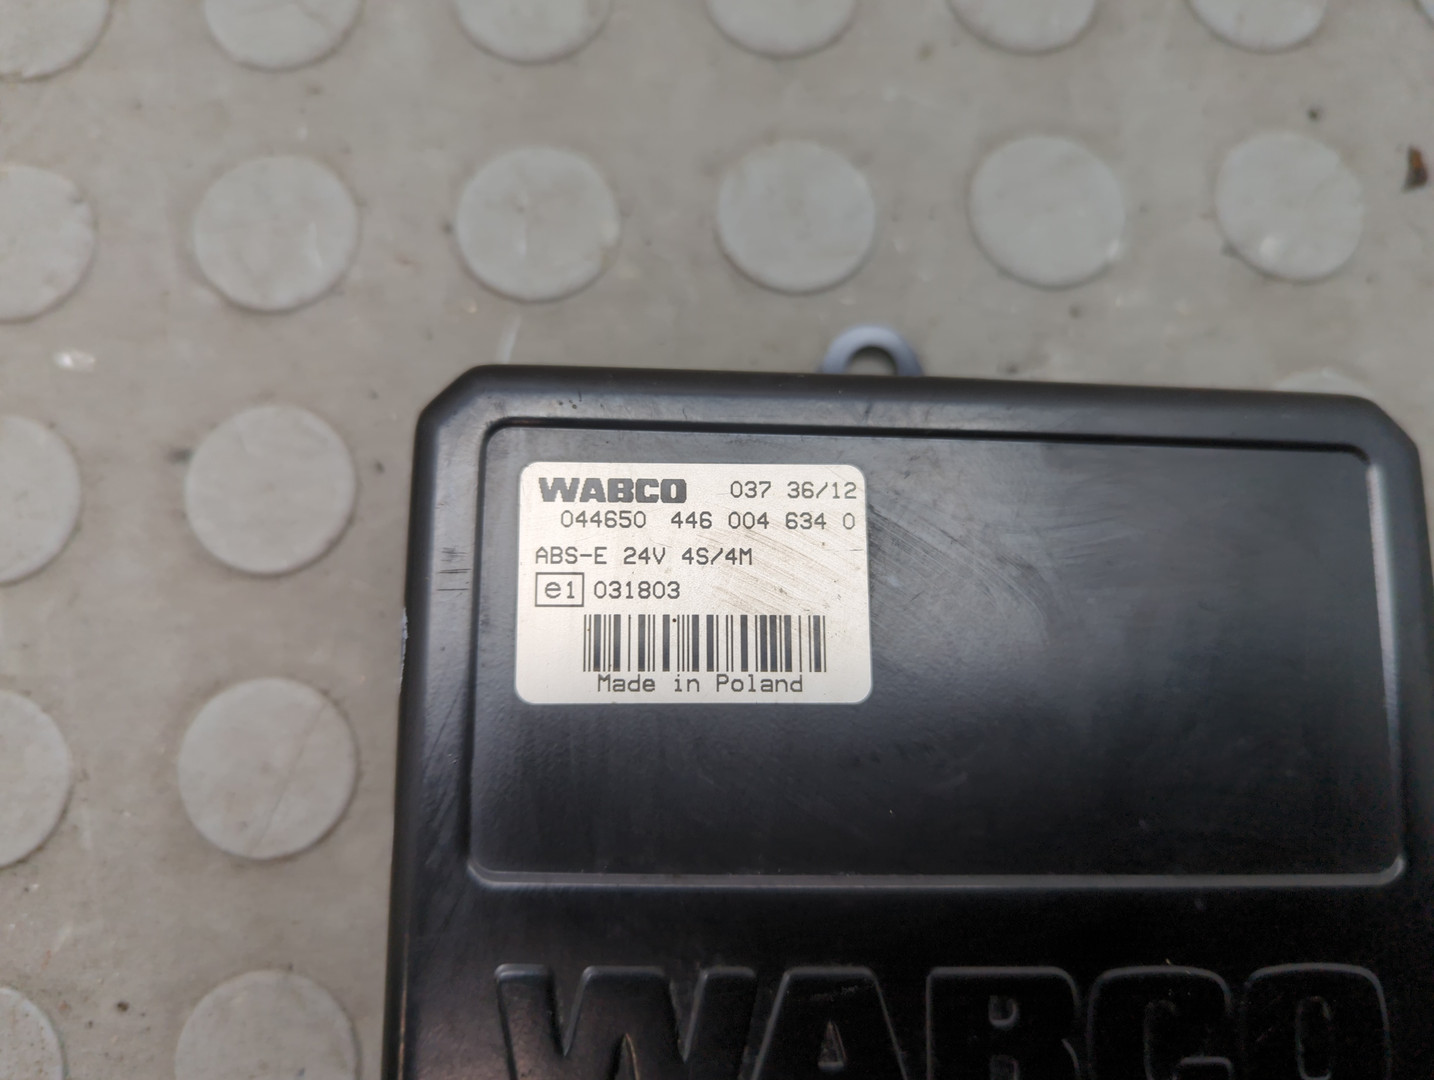 WABCO 037 36/12
044650 446 004 634 0
ABS-E 24V 4S/4M
e1 031803
Made in Poland
WABCO